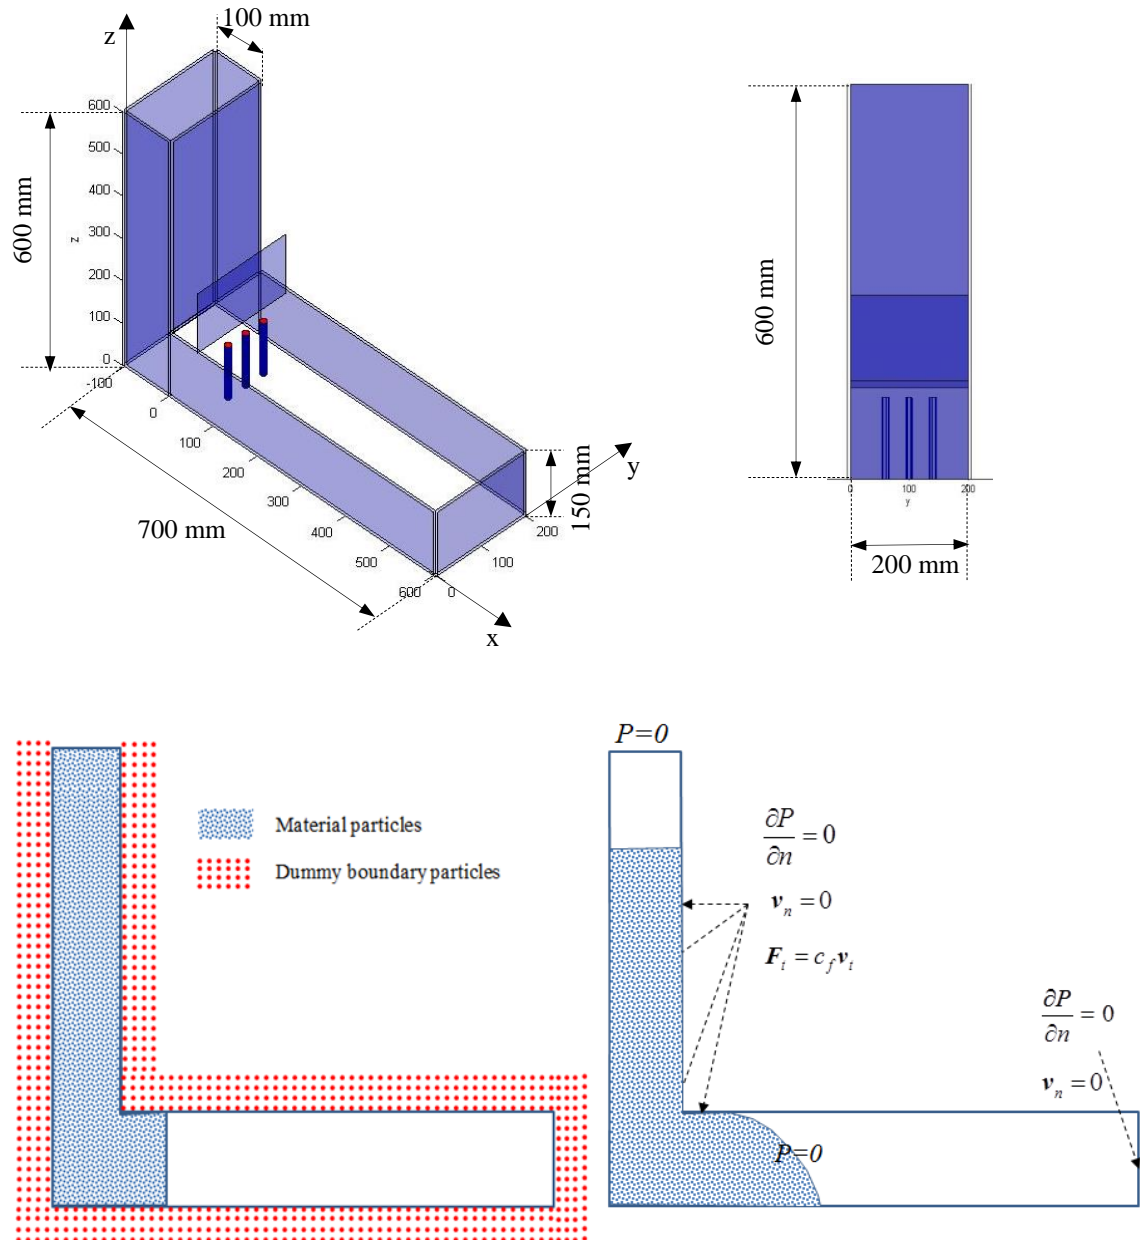 100 mm
z
600
500
400
300
200
100
0
z
600 mm
-100
0
100
200
300
400
500
600
0
100
200
700 mm
150 mm
y
x
600 mm
0
100
200
y
200 mm
Material particles
Dummy boundary particles
P=0
∂P/∂n = 0
v_n = 0
F_t = c_f v_t
∂P/∂n = 0
v_n = 0
P=0